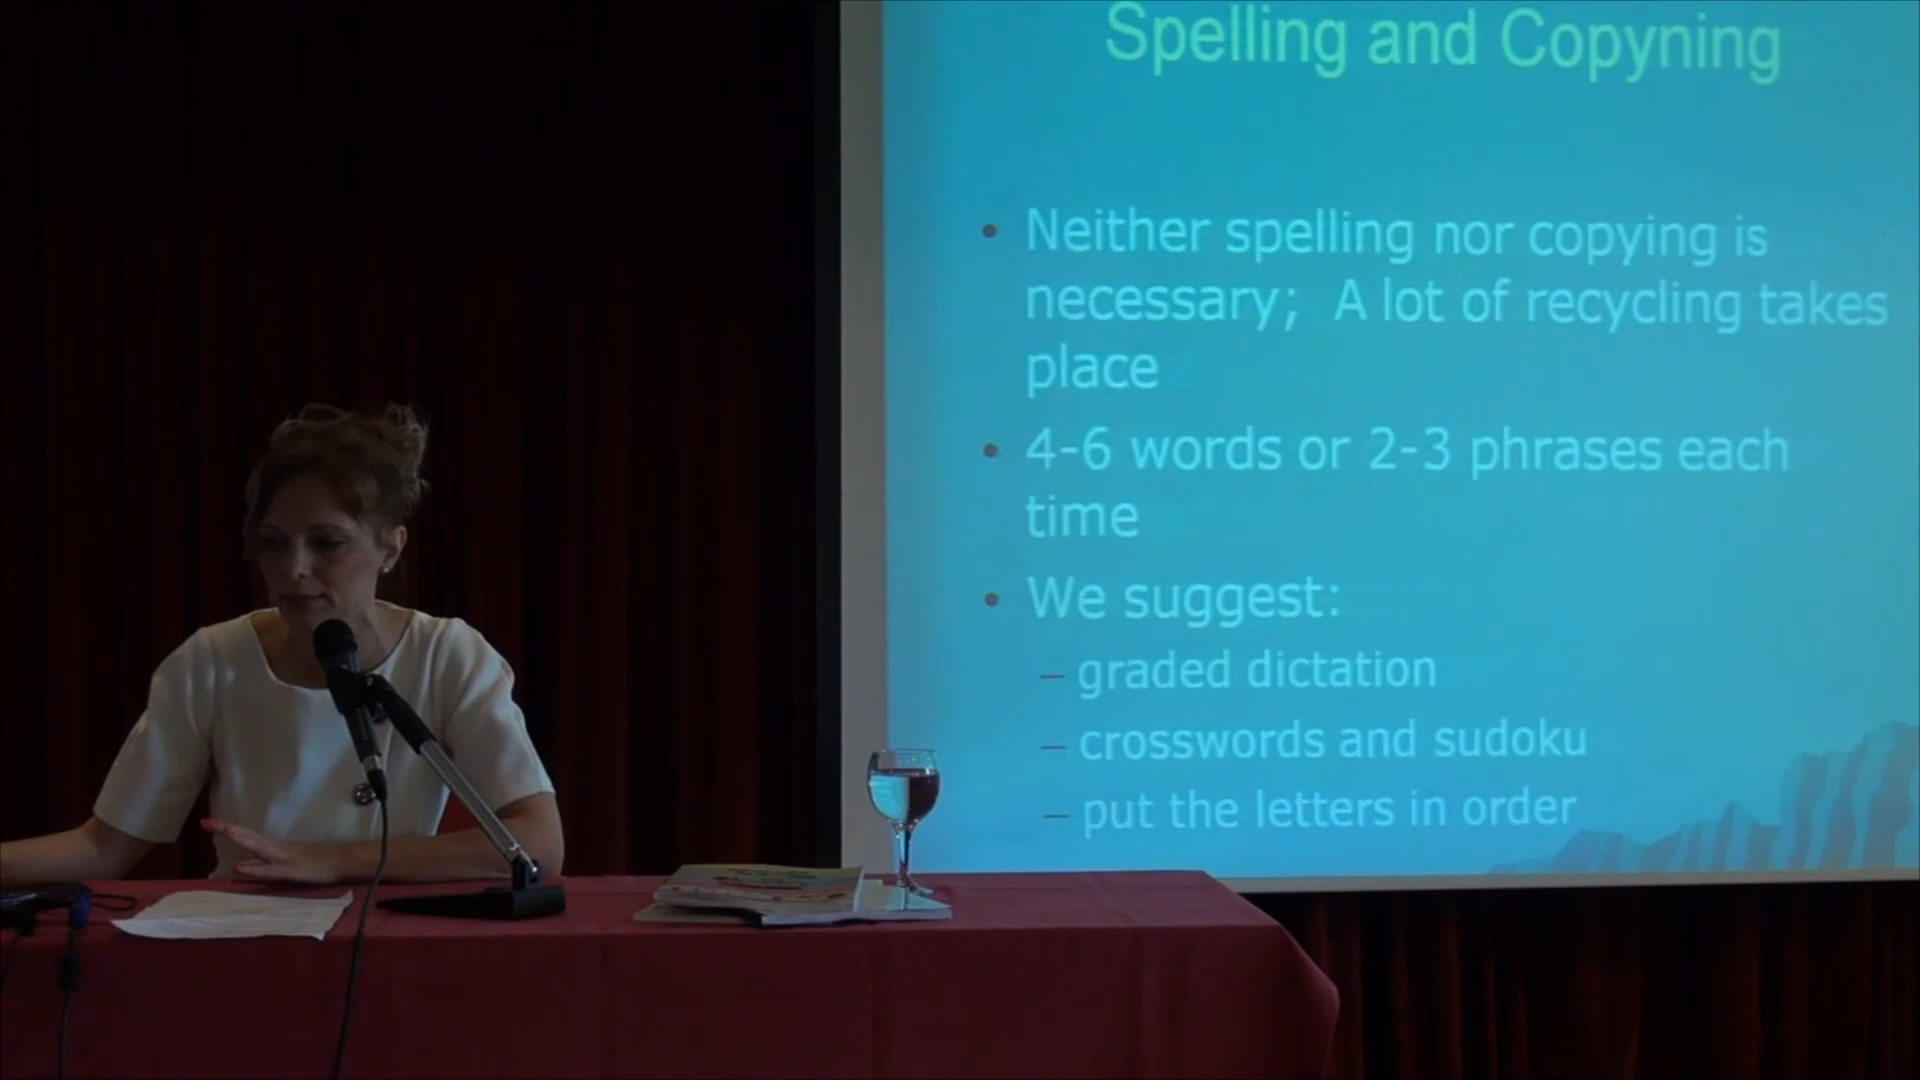 Spelling and Copyning
• Neither spelling nor copying is
necessary; A lot of recycling takes
place
• 4-6 words or 2-3 phrases each
time
• We suggest:
– graded dictation
– crosswords and sudoku
– put the letters in order